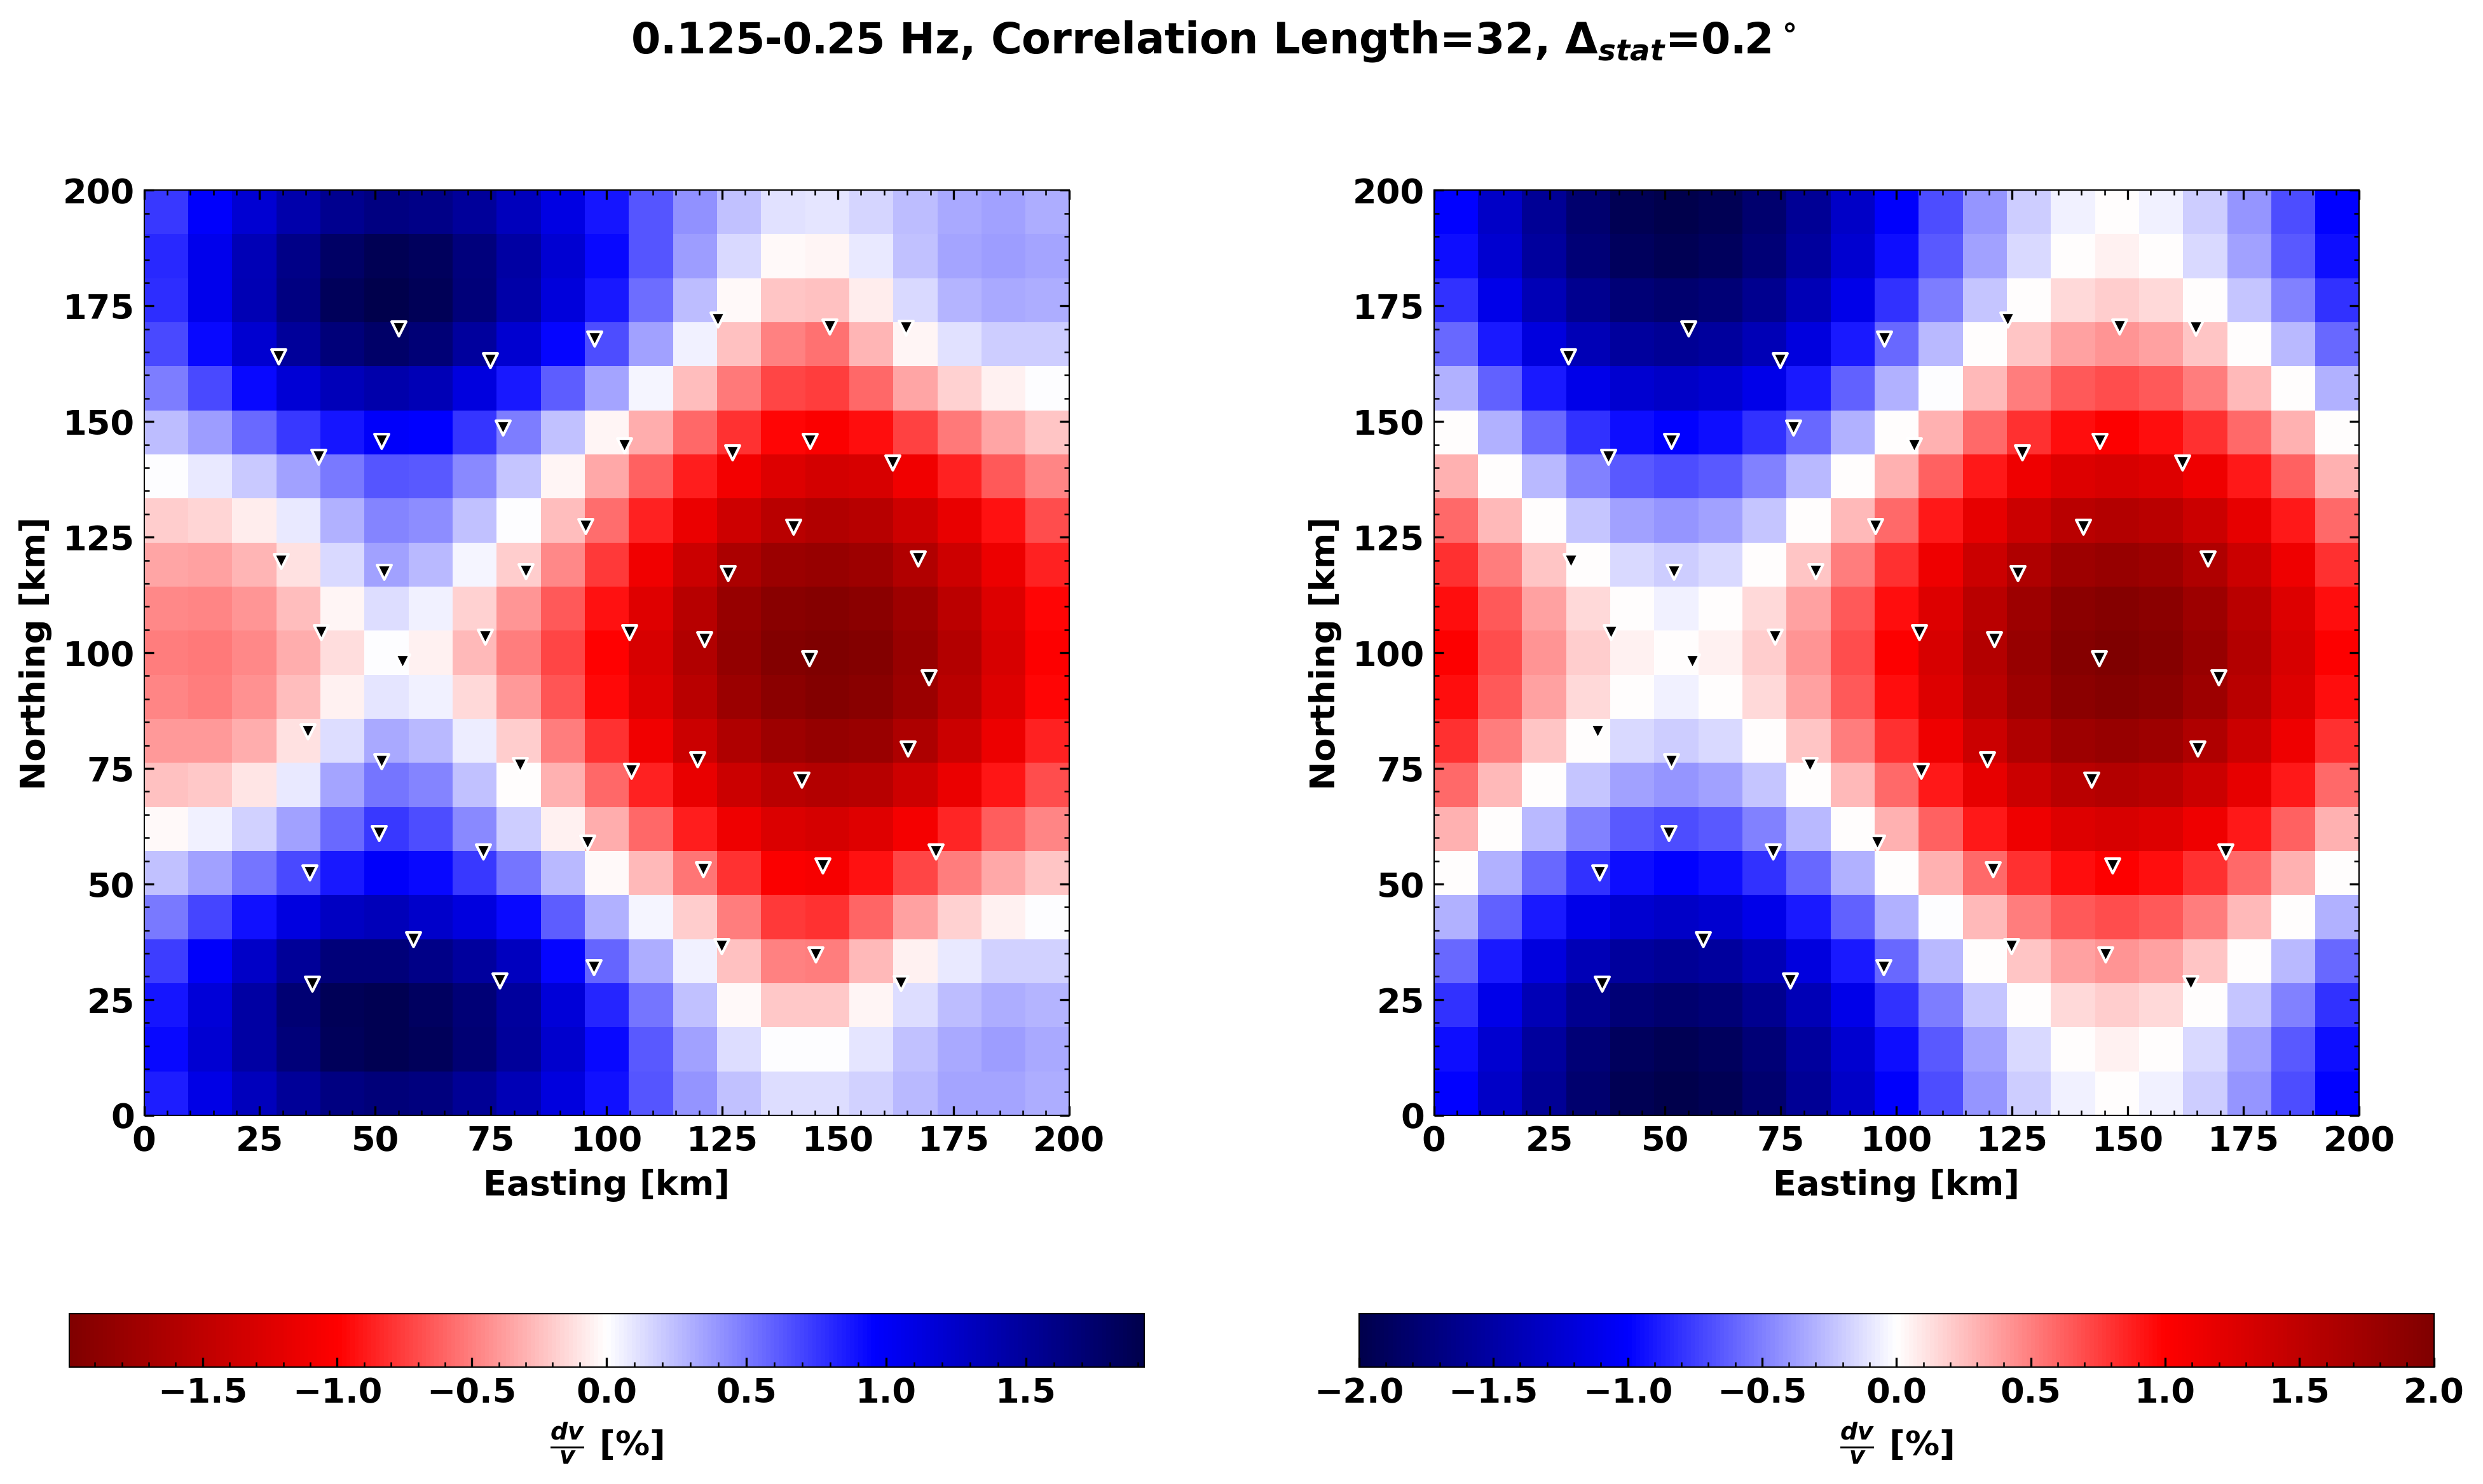 0.125-0.25 Hz, Correlation Length=32, Δstat=0.2°
200
175
150
125
100
75
50
25
0
Northing [km]
0 25 50 75 100 125 150 175 200
Easting [km]
−1.5 −1.0 −0.5 0.0 0.5 1.0 1.5
dv/v [%]
200
175
150
125
100
75
50
25
0
Northing [km]
0 25 50 75 100 125 150 175 200
Easting [km]
−2.0 −1.5 −1.0 −0.5 0.0 0.5 1.0 1.5 2.0
dv/v [%]